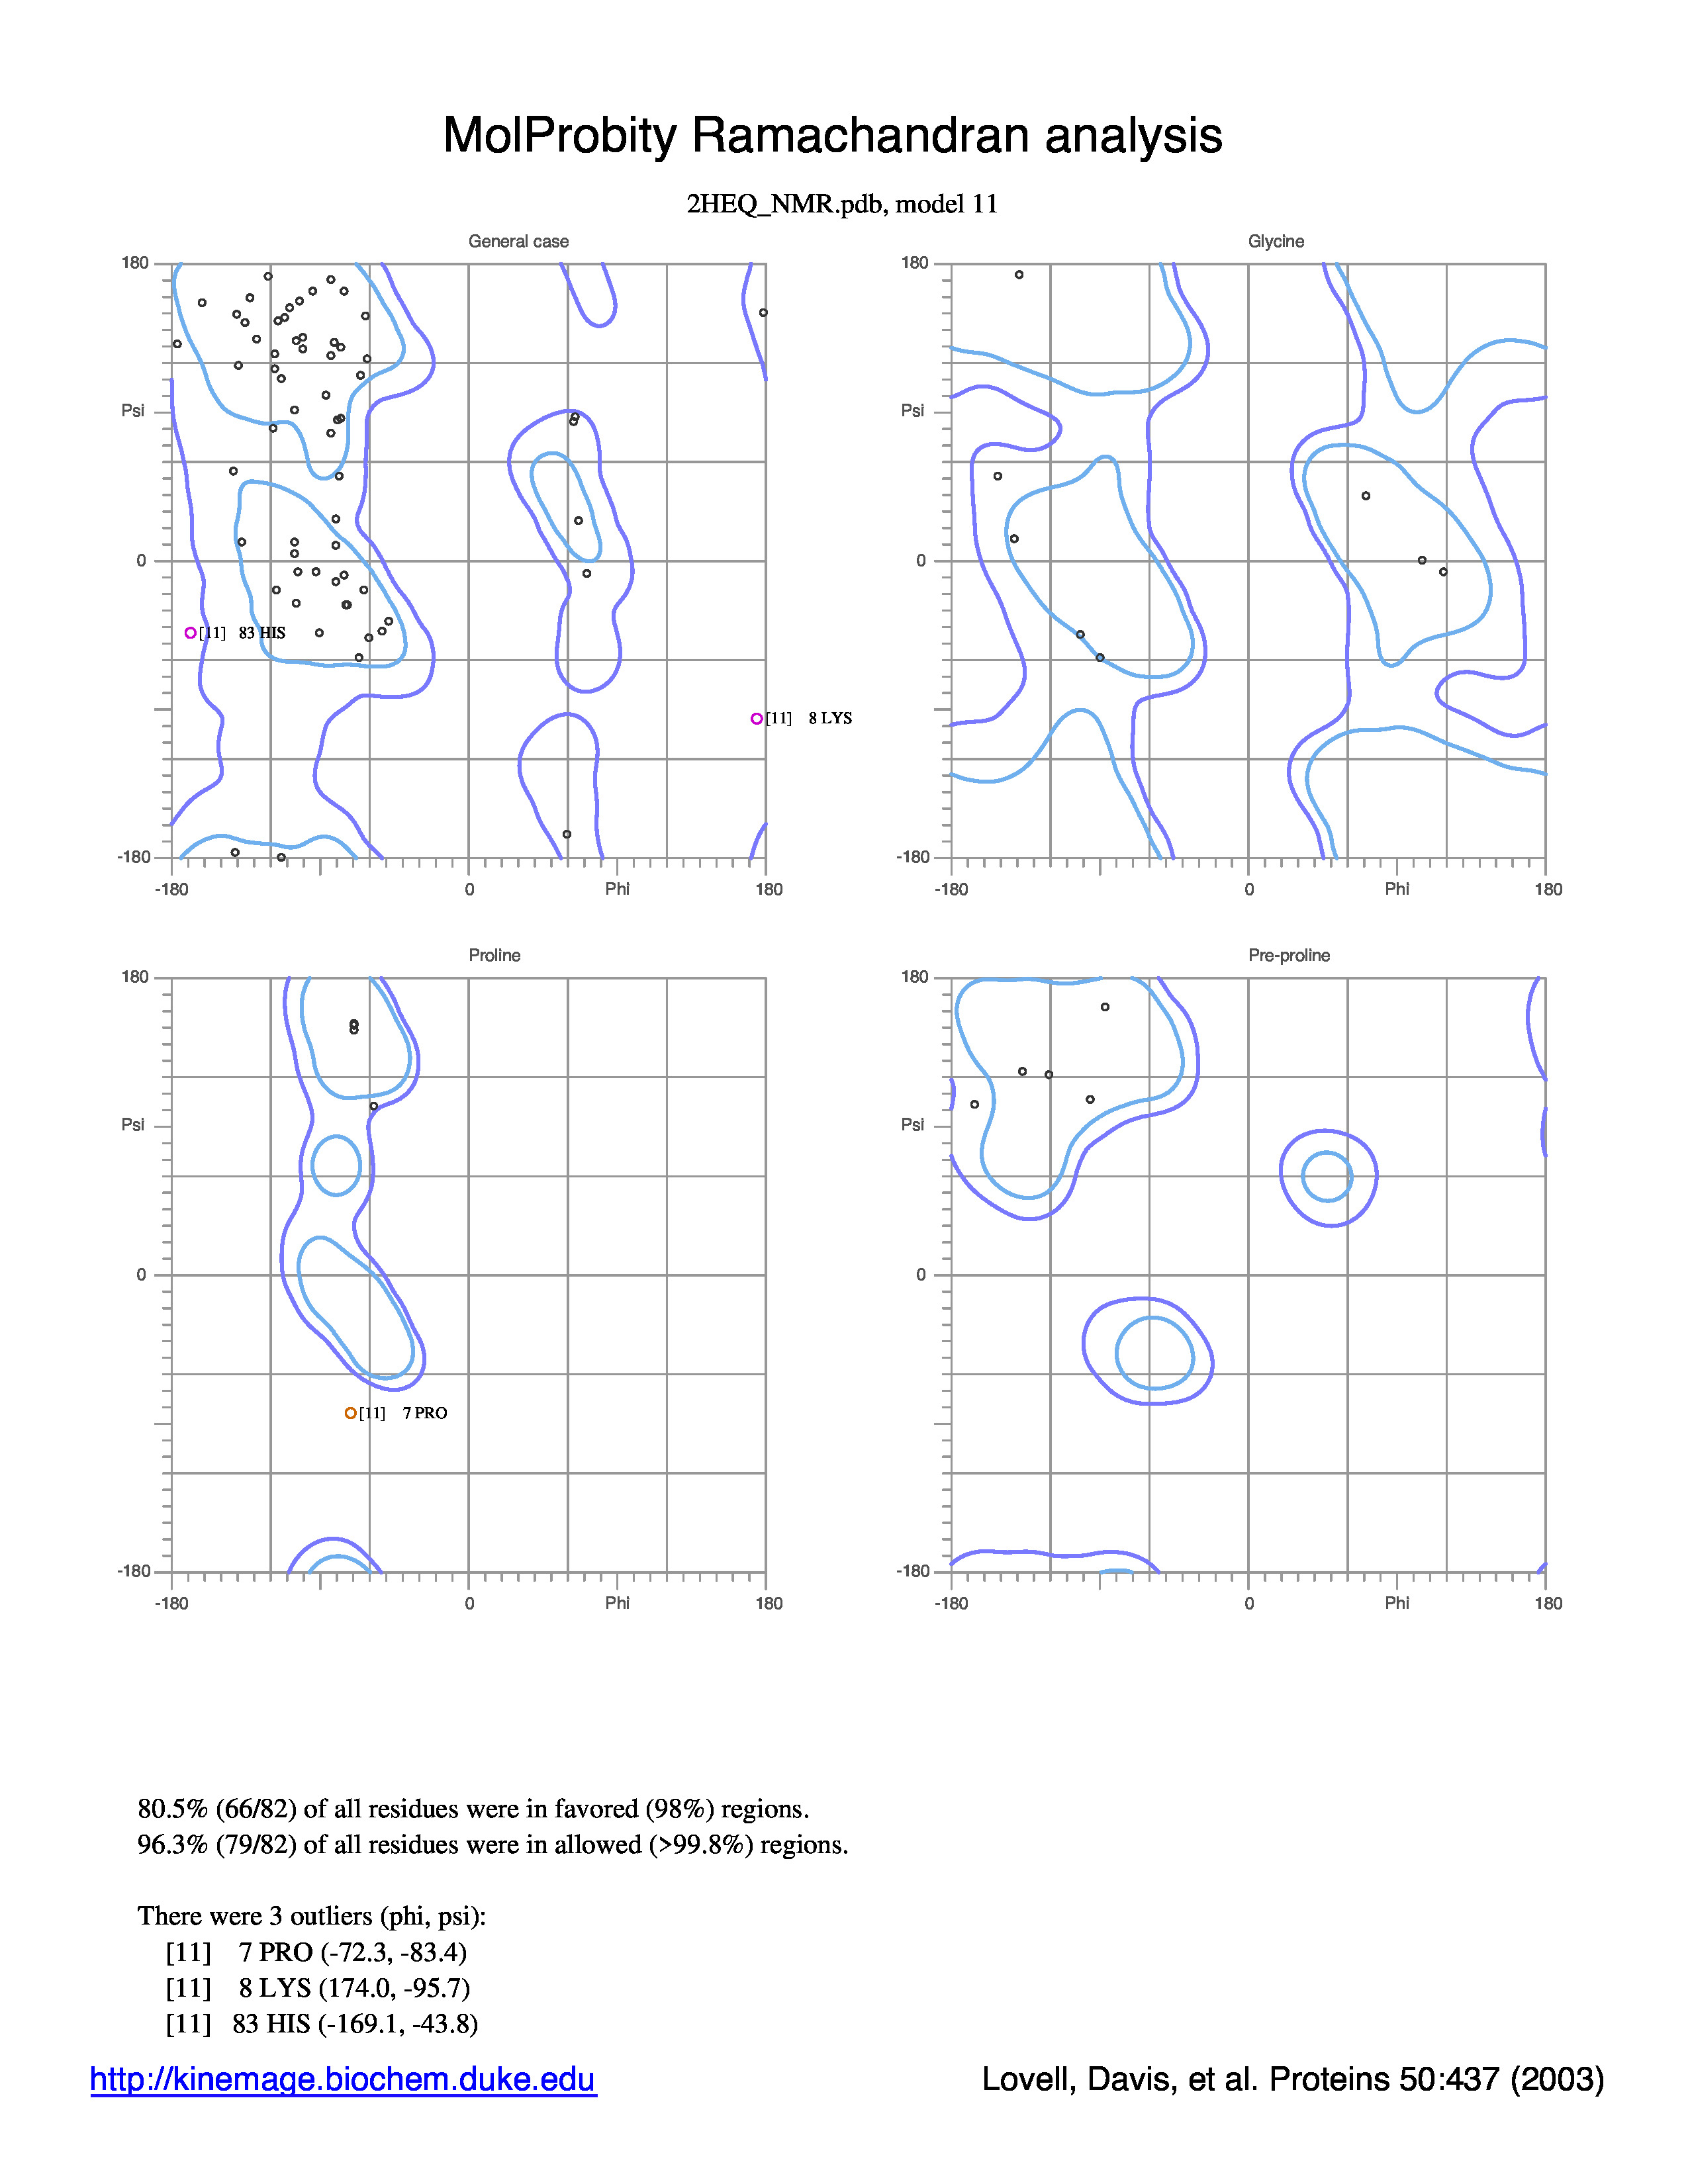 MolProbity Ramachandran analysis
2HEQ_NMR.pdb, model 11
General case
180
Psi
0
-180
-180
0
Phi
180
[11] 83 HIS
[11] 8 LYS
Glycine
180
Psi
0
-180
-180
0
Phi
180
Proline
180
Psi
0
-180
-180
0
Phi
180
[11] 7 PRO
Pre-proline
180
Psi
0
-180
-180
0
Phi
180
80.5% (66/82) of all residues were in favored (98%) regions.
96.3% (79/82) of all residues were in allowed (>99.8%) regions.
There were 3 outliers (phi, psi):
[11] 7 PRO (-72.3, -83.4)
[11] 8 LYS (174.0, -95.7)
[11] 83 HIS (-169.1, -43.8)
http://kinemage.biochem.duke.edu
Lovell, Davis, et al. Proteins 50:437 (2003)